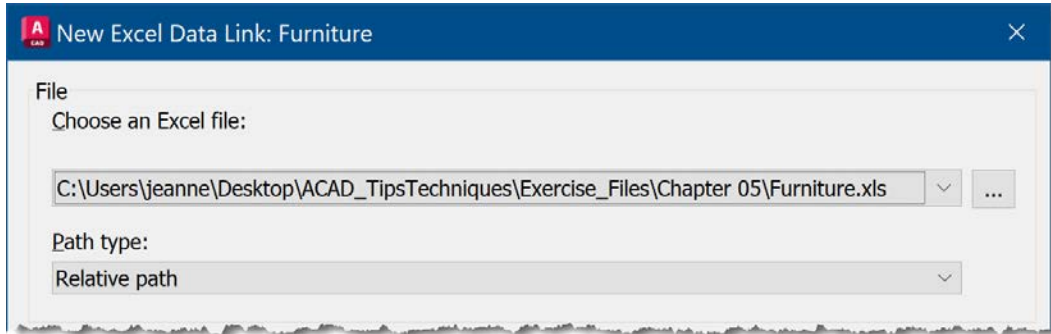 A
CAD
New Excel Data Link: Furniture
File
Choose an Excel file:
C:\Users\jeanne\Desktop\ACAD_TipsTechniques\Exercise_Files\Chapter 05\Furniture.xls
...
Path type:
Relative path